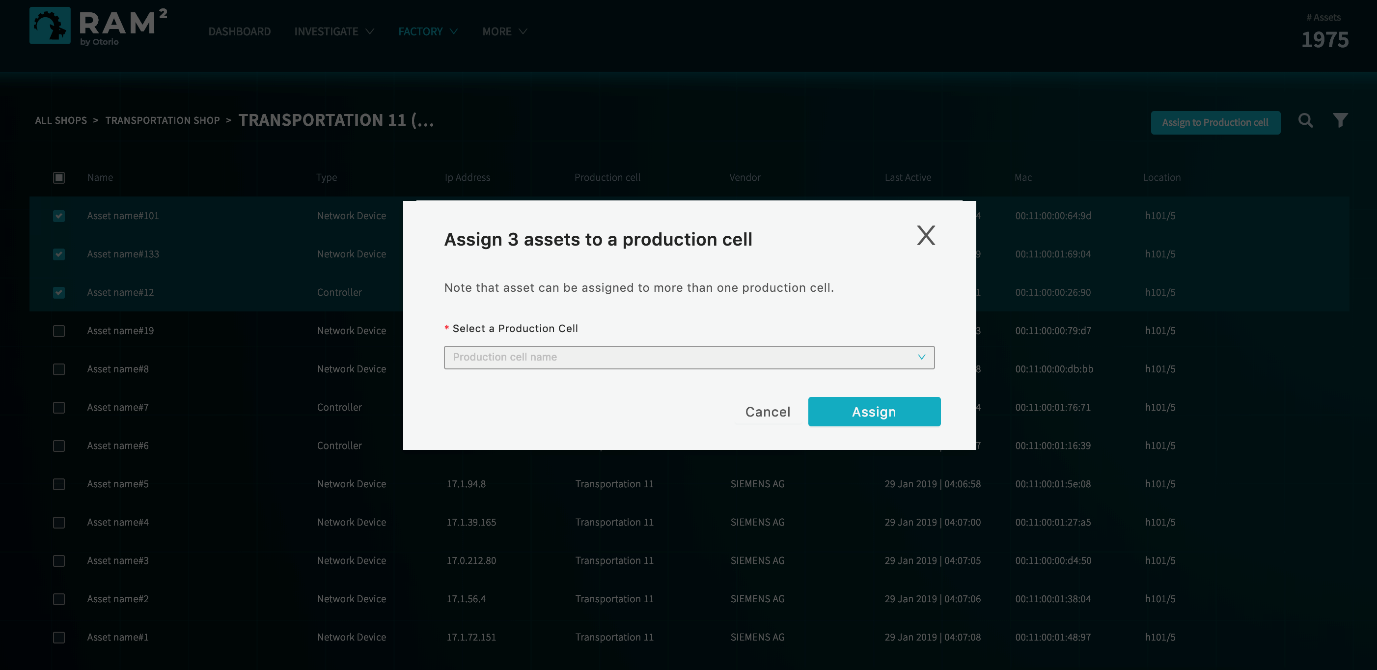 RAM²
by Otorio
DASHBOARD INVESTIGATE FACTORY MORE
# Assets
1975
ALL SHOPS > TRANSPORTATION SHOP > TRANSPORTATION 11 (...
Assign to Production cell
Name Type Ip Address Production cell Vendor Last Active Mac Location
Asset name#101 Network Device 4 00:11:00:00:64:9d h101/5
Asset name#133 Network Device 9 00:11:00:01:69:04 h101/5
Asset name#12 Controller 1 00:11:00:00:26:90 h101/5
Asset name#19 Network Device 3 00:11:00:00:79:d7 h101/5
Asset name#8 Network Device 8 00:11:00:00:db:bb h101/5
Asset name#7 Controller 4 00:11:00:01:76:71 h101/5
Asset name#6 Controller 7 00:11:00:01:16:39 h101/5
Asset name#5 Network Device 17.1.94.8 Transportation 11 SIEMENS AG 29 Jan 2019 | 04:06:58 00:11:00:01:5e:08 h101/5
Asset name#4 Network Device 17.1.39.165 Transportation 11 SIEMENS AG 29 Jan 2019 | 04:07:00 00:11:00:01:27:a5 h101/5
Asset name#3 Network Device 17.0.212.80 Transportation 11 SIEMENS AG 29 Jan 2019 | 04:07:05 00:11:00:00:d4:50 h101/5
Asset name#2 Network Device 17.1.56.4 Transportation 11 SIEMENS AG 29 Jan 2019 | 04:07:06 00:11:00:01:38:04 h101/5
Asset name#1 Network Device 17.1.72.151 Transportation 11 SIEMENS AG 29 Jan 2019 | 04:07:08 00:11:00:01:48:97 h101/5
Assign 3 assets to a production cell
Note that asset can be assigned to more than one production cell.
* Select a Production Cell
Production cell name
Cancel Assign